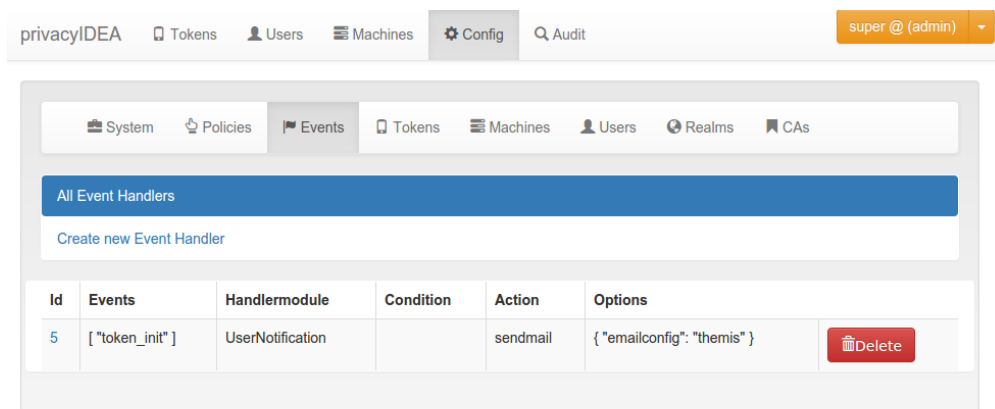 privacyIDEA Tokens Users Machines Config Audit super @ (admin)
System Policies Events Tokens Machines Users Realms CAs
All Event Handlers
Create new Event Handler
Id Events Handlermodule Condition Action Options
5 [ "token_init" ] UserNotification sendmail { "emailconfig": "themis" } Delete